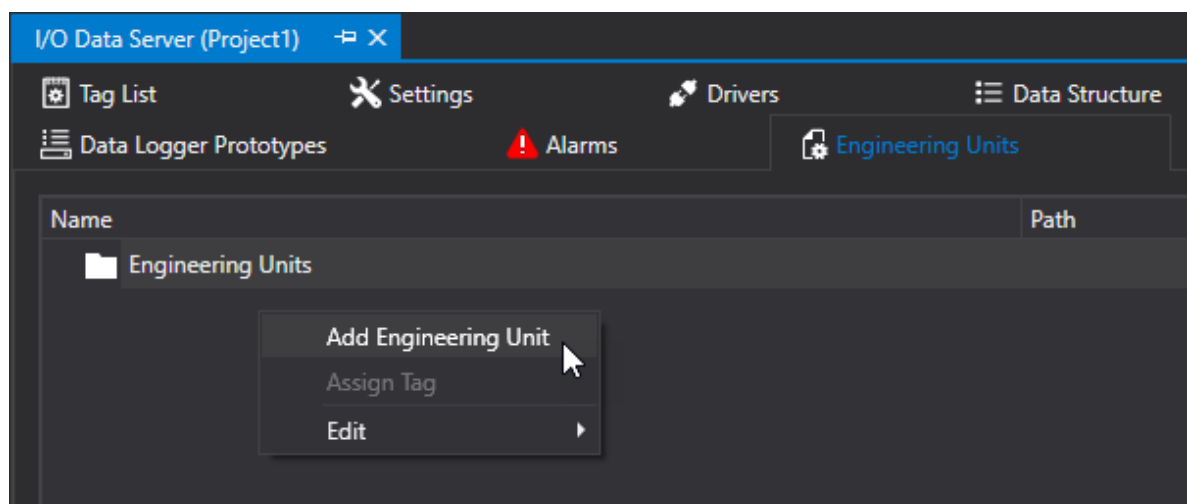 I/O Data Server (Project1)
Tag List Settings Drivers Data Structure
Data Logger Prototypes Alarms Engineering Units
Name Path
Engineering Units
Add Engineering Unit
Assign Tag
Edit